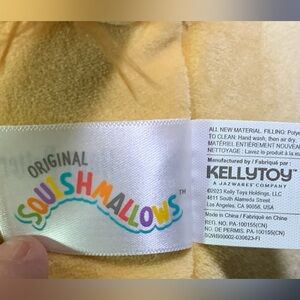 ORIGINAL
SQUISHMALLOWS™
ALL NEW MATERIAL. FILLING: Polye
TO CLEAN: Hand wash; then air dry.
MATÉRIEL ENTIÈREMENT NOUVEAU
NETTOYAGE : Lavez le produit à la ma
Manufactured by / Fabriqué par :
KELLYTOY®
A JAZWARES® COMPANY
©2023 Kelly Toys Holdings, LLC
4811 South Alameda Street
Los Angeles, CA 90058, USA
Made in China / Fabriqué en Chine
REG. NO. PA-100155(CN)
NO. DE PERMIS. PA-100155(CN)